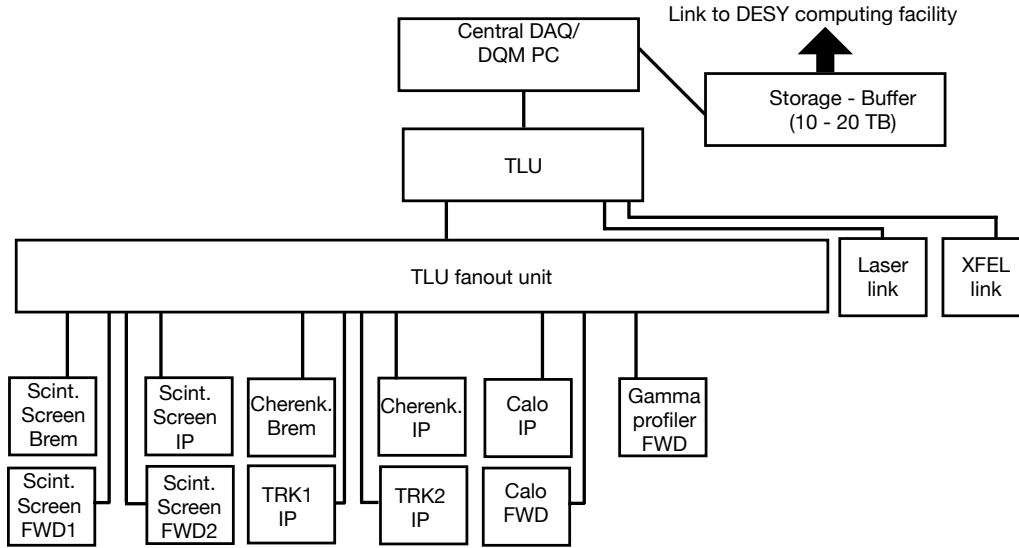 Link to DESY computing facility
Central DAQ/
DQM PC
Storage - Buffer
(10 - 20 TB)
TLU
TLU fanout unit
Laser
link
XFEL
link
Scint.
Screen
Brem
Scint.
Screen
IP
Cherenk.
Brem
Cherenk.
IP
Calo
IP
Gamma
profiler
FWD
Scint.
Screen
FWD1
Scint.
Screen
FWD2
TRK1
IP
TRK2
IP
Calo
FWD